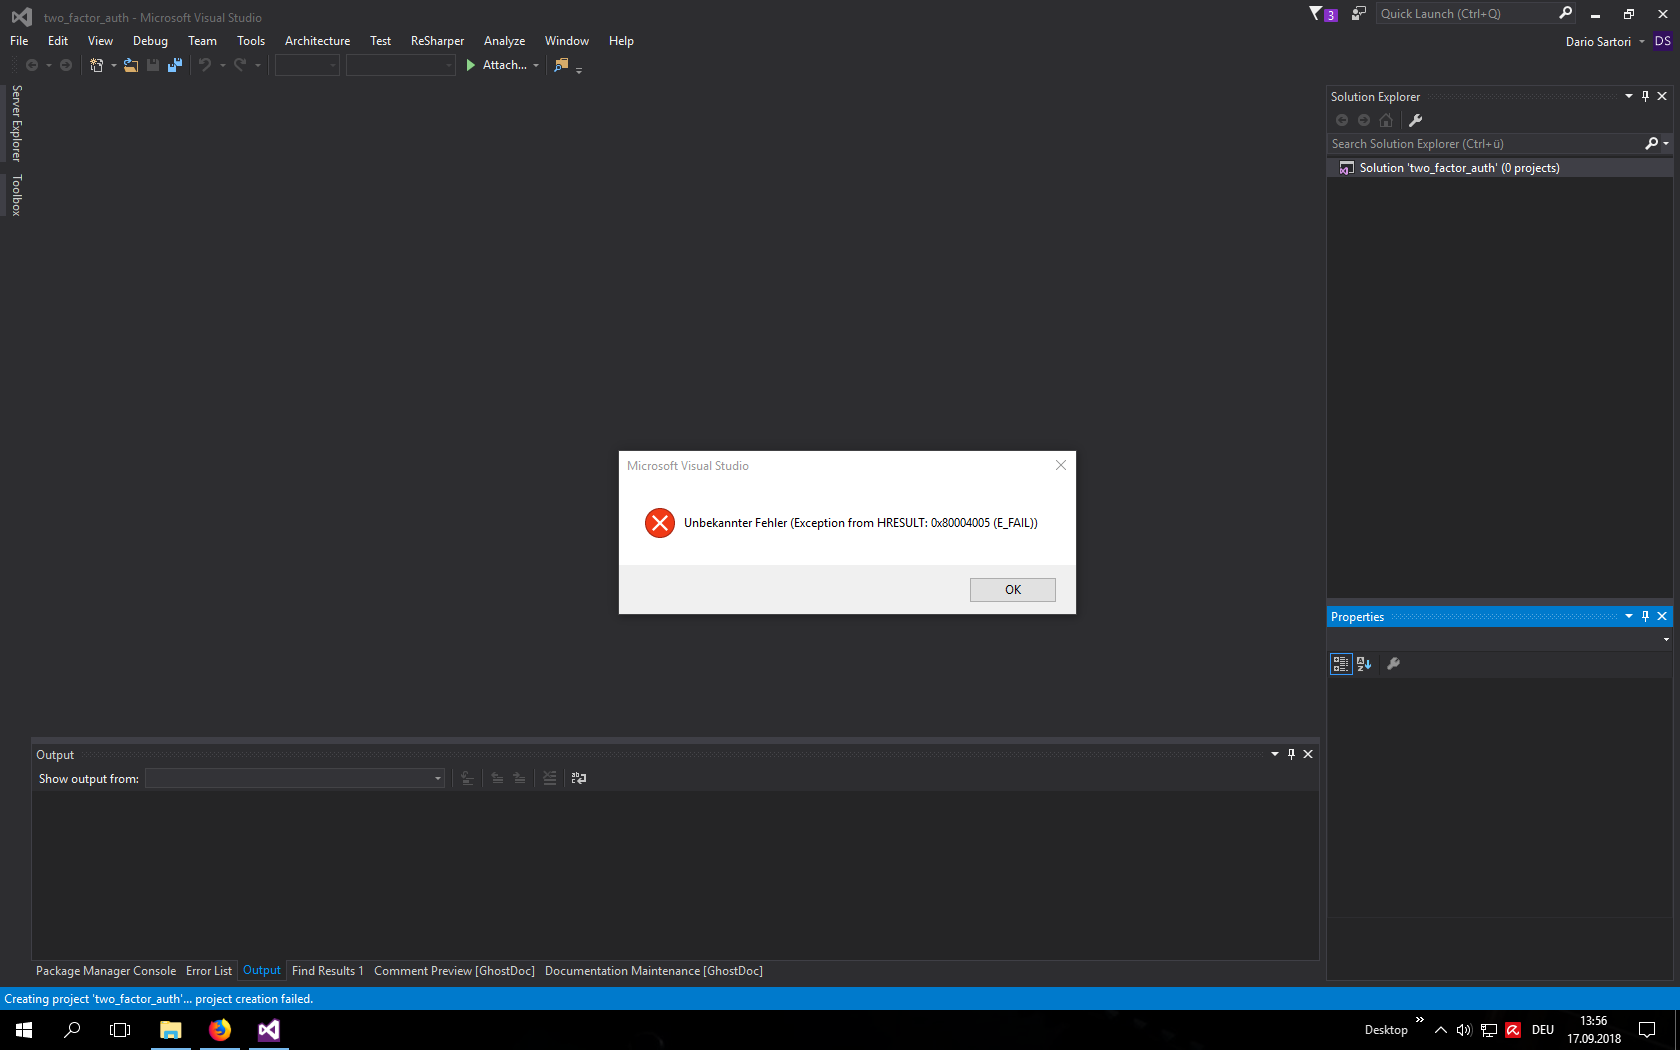 two_factor_auth - Microsoft Visual Studio
3
Quick Launch (Ctrl+Q)
File Edit View Debug Team Tools Architecture Test ReSharper Analyze Window Help
Dario Sartori DS
Attach...
Server Explorer
Toolbox
Solution Explorer
Search Solution Explorer (Ctrl+ü)
Solution 'two_factor_auth' (0 projects)
Microsoft Visual Studio
Unbekannter Fehler (Exception from HRESULT: 0x80004005 (E_FAIL))
OK
Properties
Output
Show output from:
Package Manager Console Error List Output Find Results 1 Comment Preview [GhostDoc] Documentation Maintenance [GhostDoc]
Creating project 'two_factor_auth'... project creation failed.
Desktop
DEU
13:56
17.09.2018